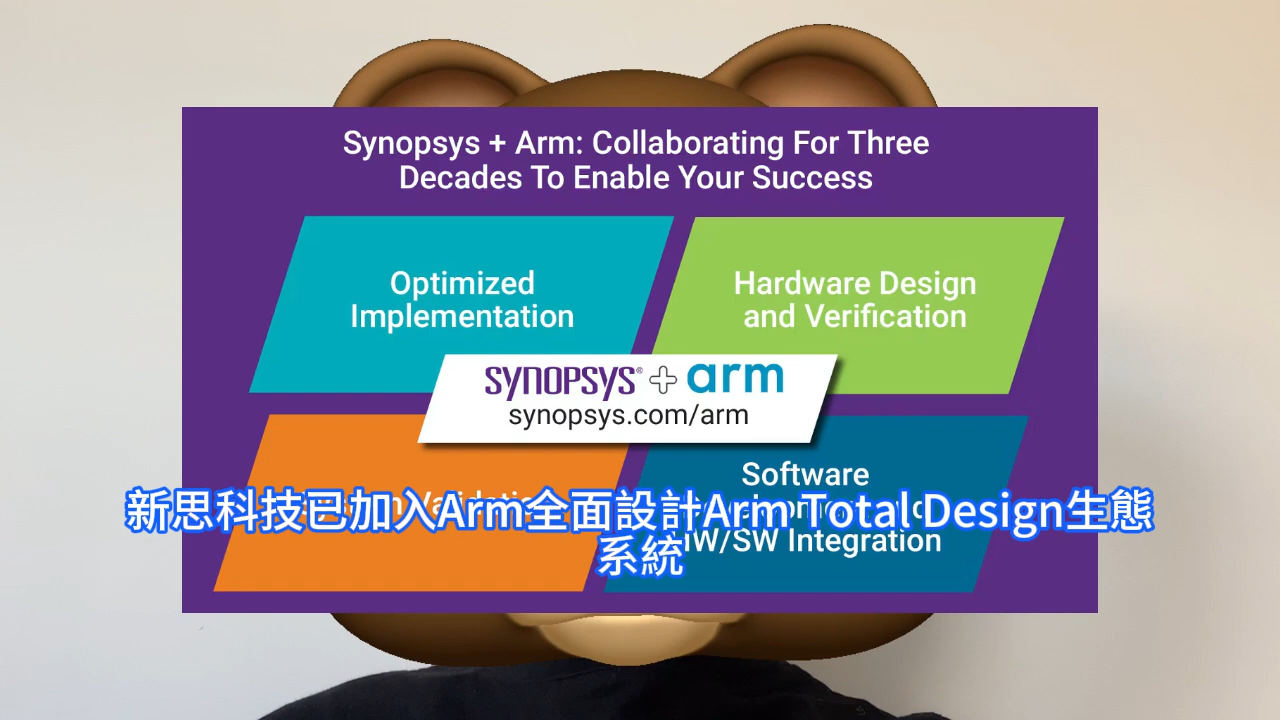 Synopsys + Arm: Collaborating For Three
Decades To Enable Your Success
Optimized
Implementation
Hardware Design
and Verification
SYNOPSYS® + arm
synopsys.com/arm
Software
HW/SW Integration
新思科技已加入Arm全面設計Arm Total Design生態
系統